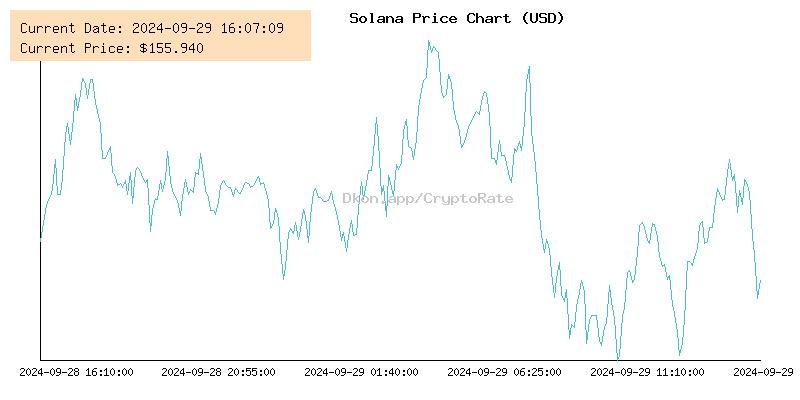 Solana Price Chart (USD)
Current Date: 2024-09-29 16:07:09
Current Price: $155.940
Dkon.app/CryptoRate
2024-09-28 16:10:00 2024-09-28 20:55:00 2024-09-29 01:40:00 2024-09-29 06:25:00 2024-09-29 11:10:00 2024-09-29